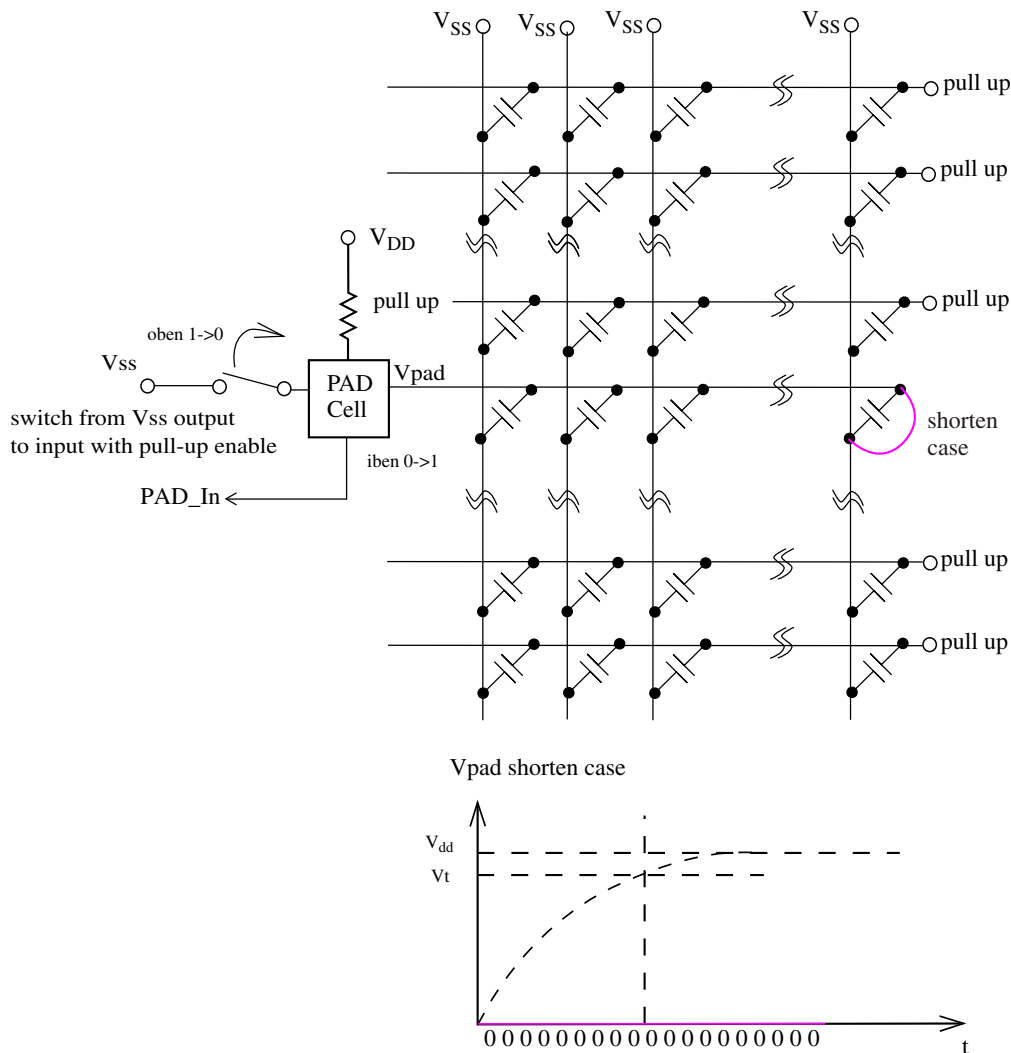 VSS VSS VSS VSS
pull up
pull up
VDD
pull up pull up
oben 1->0
Vss
PAD Cell
Vpad
switch from Vss output
to input with pull-up enable
shorten
case
iben 0->1
PAD_In
pull up
pull up
Vpad shorten case
Vdd
Vt
0 0 0 0 0 0 0 0 0 0 0 0 0 0 0 0 0 0 0 0
t